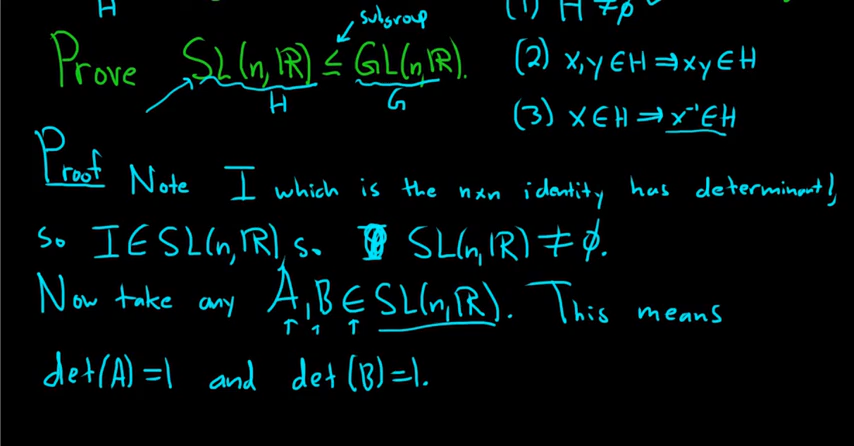 H
subgroup
(1) H ≠ ∅ ✓
Prove SL(n, ℝ) ≤ GL(n, ℝ).
H G
(2) x, y ∈ H ⇒ xy ∈ H
(3) x ∈ H ⇒ x⁻¹ ∈ H
Proof Note I which is the nxn identity has determinant 1,
so I ∈ SL(n, ℝ), so SL(n, ℝ) ≠ ∅.
Now take any A, B ∈ SL(n, ℝ). This means
det(A) = 1 and det(B) = 1.